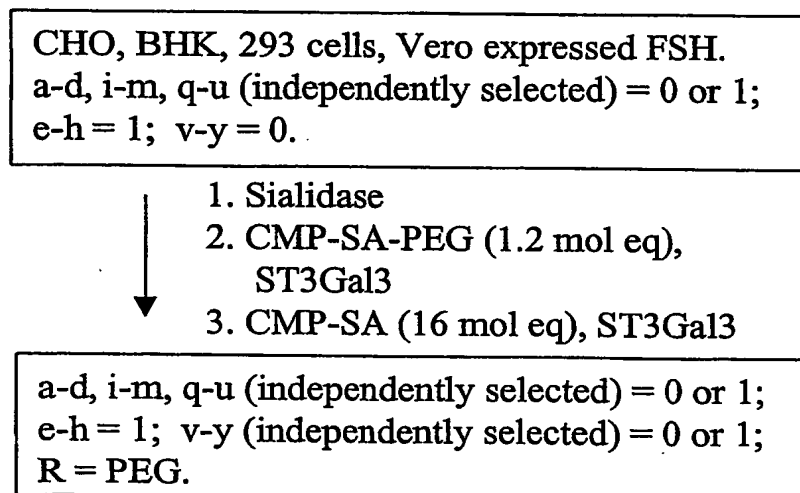 CHO, BHK, 293 cells, Vero expressed FSH.
a-d, i-m, q-u (independently selected) = 0 or 1;
e-h = 1; v-y = 0.
1. Sialidase
2. CMP-SA-PEG (1.2 mol eq),
ST3Gal3
3. CMP-SA (16 mol eq), ST3Gal3
a-d, i-m, q-u (independently selected) = 0 or 1;
e-h = 1; v-y (independently selected) = 0 or 1;
R = PEG.